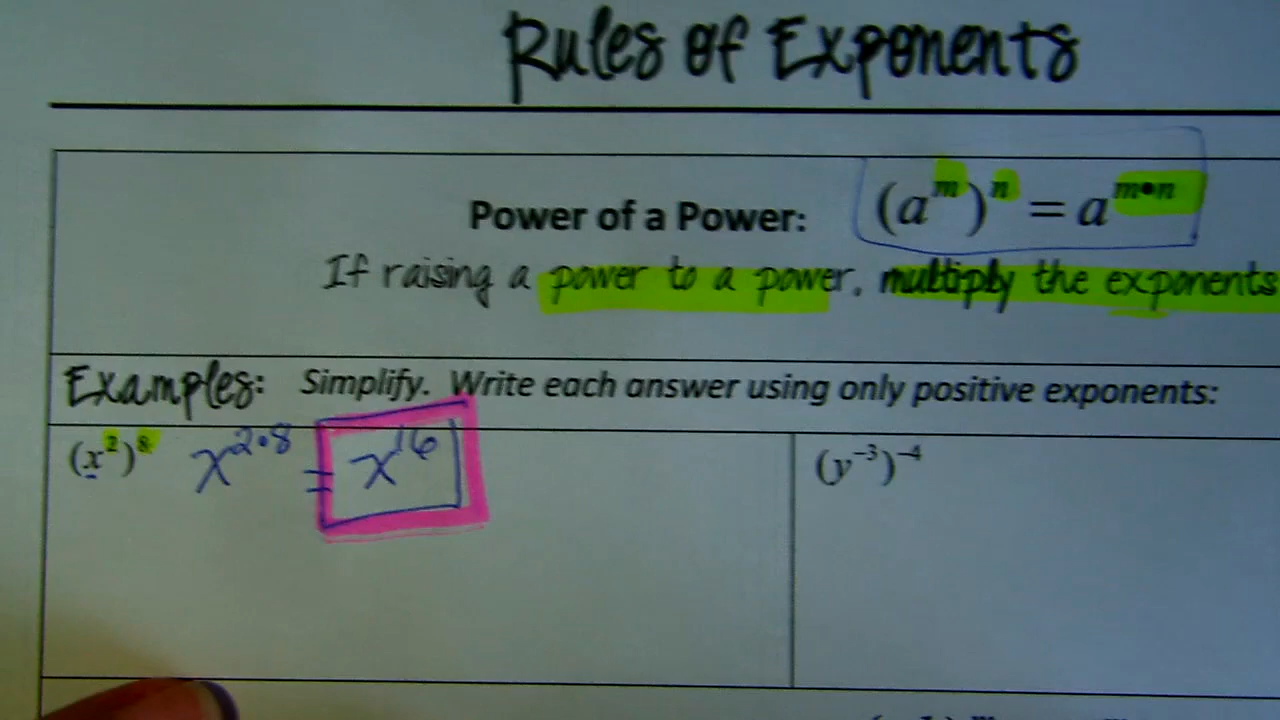 Rules of Exponents
Power of a Power: (a^m)^n = a^{m•n}
If raising a power to a power, multiply the exponents
Examples: Simplify. Write each answer using only positive exponents:
(x²)⁸ x^{2•8} = x^{16}
(y⁻³)⁻⁴